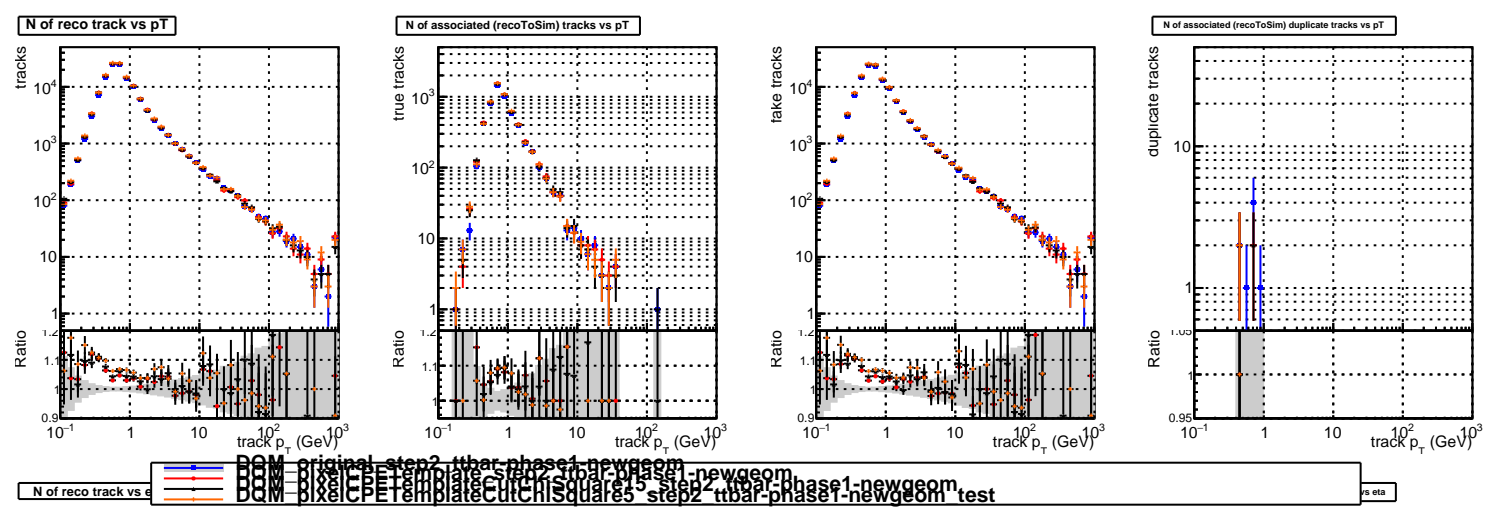 N of reco track vs pT
N of associated (recoToSim) tracks vs pT
N of associated (recoToSim) duplicate tracks vs pT
tracks
10⁴
10³
10²
10
1
Ratio
1.2
1.1
1
0.9
10⁻¹ 1 10 10² 10³
track p_T (GeV)
true tracks
10³
10²
10
1
Ratio
1.2
1.1
1
10⁻¹ 1 10 10² 10³
track p_T (GeV)
fake tracks
10⁴
10³
10²
10
1
Ratio
1.2
1.1
1
0.9
10⁻¹ 1 10 10² 10³
track p_T (GeV)
duplicate tracks
10
1
Ratio
1.05
1
0.95
10⁻¹ 1 10 10² 10³
track p_T (GeV)
DQM_original_step2_ttbar-phase1-newgeom
DQM_pixelCPETemplate_step2_ttbar-phase1-newgeom
DQM_pixelCPETemplateCutChiSquare15_step2_ttbar-phase1-newgeom
DQM_pixelCPETemplateCutChiSquare5_step2_ttbar-phase1-newgeom_test
N of reco track vs e
vs eta